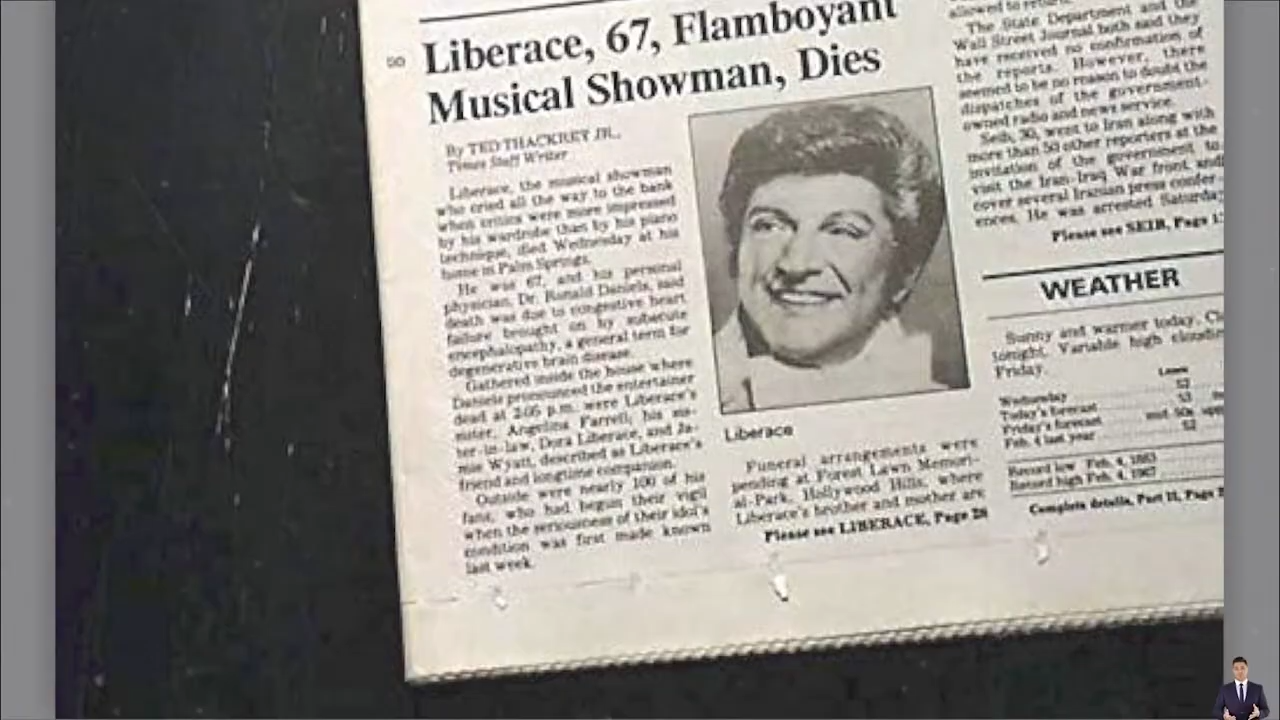 Liberace, 67, Flamboyant
Musical Showman, Dies
By TED THACKREY JR.,
Times Staff Writer
Liberace, the musical showman
who cried all the way to the bank
when critics were more impressed
by his wardrobe than by his piano
technique, died Wednesday at his
home in Palm Springs.
He was 67, and his personal
physician, Dr. Ronald Daniels, said
death was due to congestive heart
failure brought on by subacute
encephalopathy, a general term for
degenerative brain disease.
Gathered inside the house where
Daniels pronounced the entertainer
dead at 2:05 p.m. were Liberace's
sister, Angelina Farrell; his sis-
ter-in-law, Dora Liberace, and Ja-
mie Wyatt, described as Liberace's
friend and longtime companion.
Outside were nearly 100 of his
fans, who had begun their vigil
when the seriousness of their idol's
condition was first made known
last week.
Liberace
Funeral arrangements were
pending at Forest Lawn Memori-
al-Park, Hollywood Hills, where
Liberace's brother and mother are
Please see LIBERACE, Page 28
allowed to
The State Department and the
Wall Street Journal both said they
have received no confirmation of
the reports. However, there
seemed to be no reason to doubt the
dispatches of the government-
owned radio and news service.
Seib, 30, went to Iran along with
more than 50 other reporters at the
invitation of the government to
visit the Iran-Iraq War front and
cover several Iranian press confer-
ences. He was arrested Saturday
Please see SEIB, Page
WEATHER
Sunny and warmer today.
tonight. Variable high
Friday.
Wednesday
Today's forecast
Friday's forecast
Feb. 4 last year
Record low Feb. 4, 1883
Record high Feb. 4,
Complete details, Part II, Page